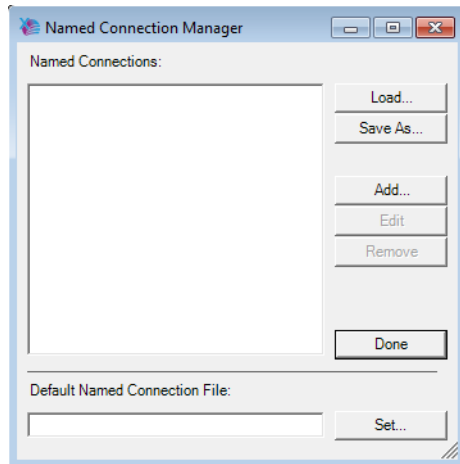 Named Connection Manager
Named Connections:
Load...
Save As...
Add...
Edit
Remove
Done
Default Named Connection File:
Set...